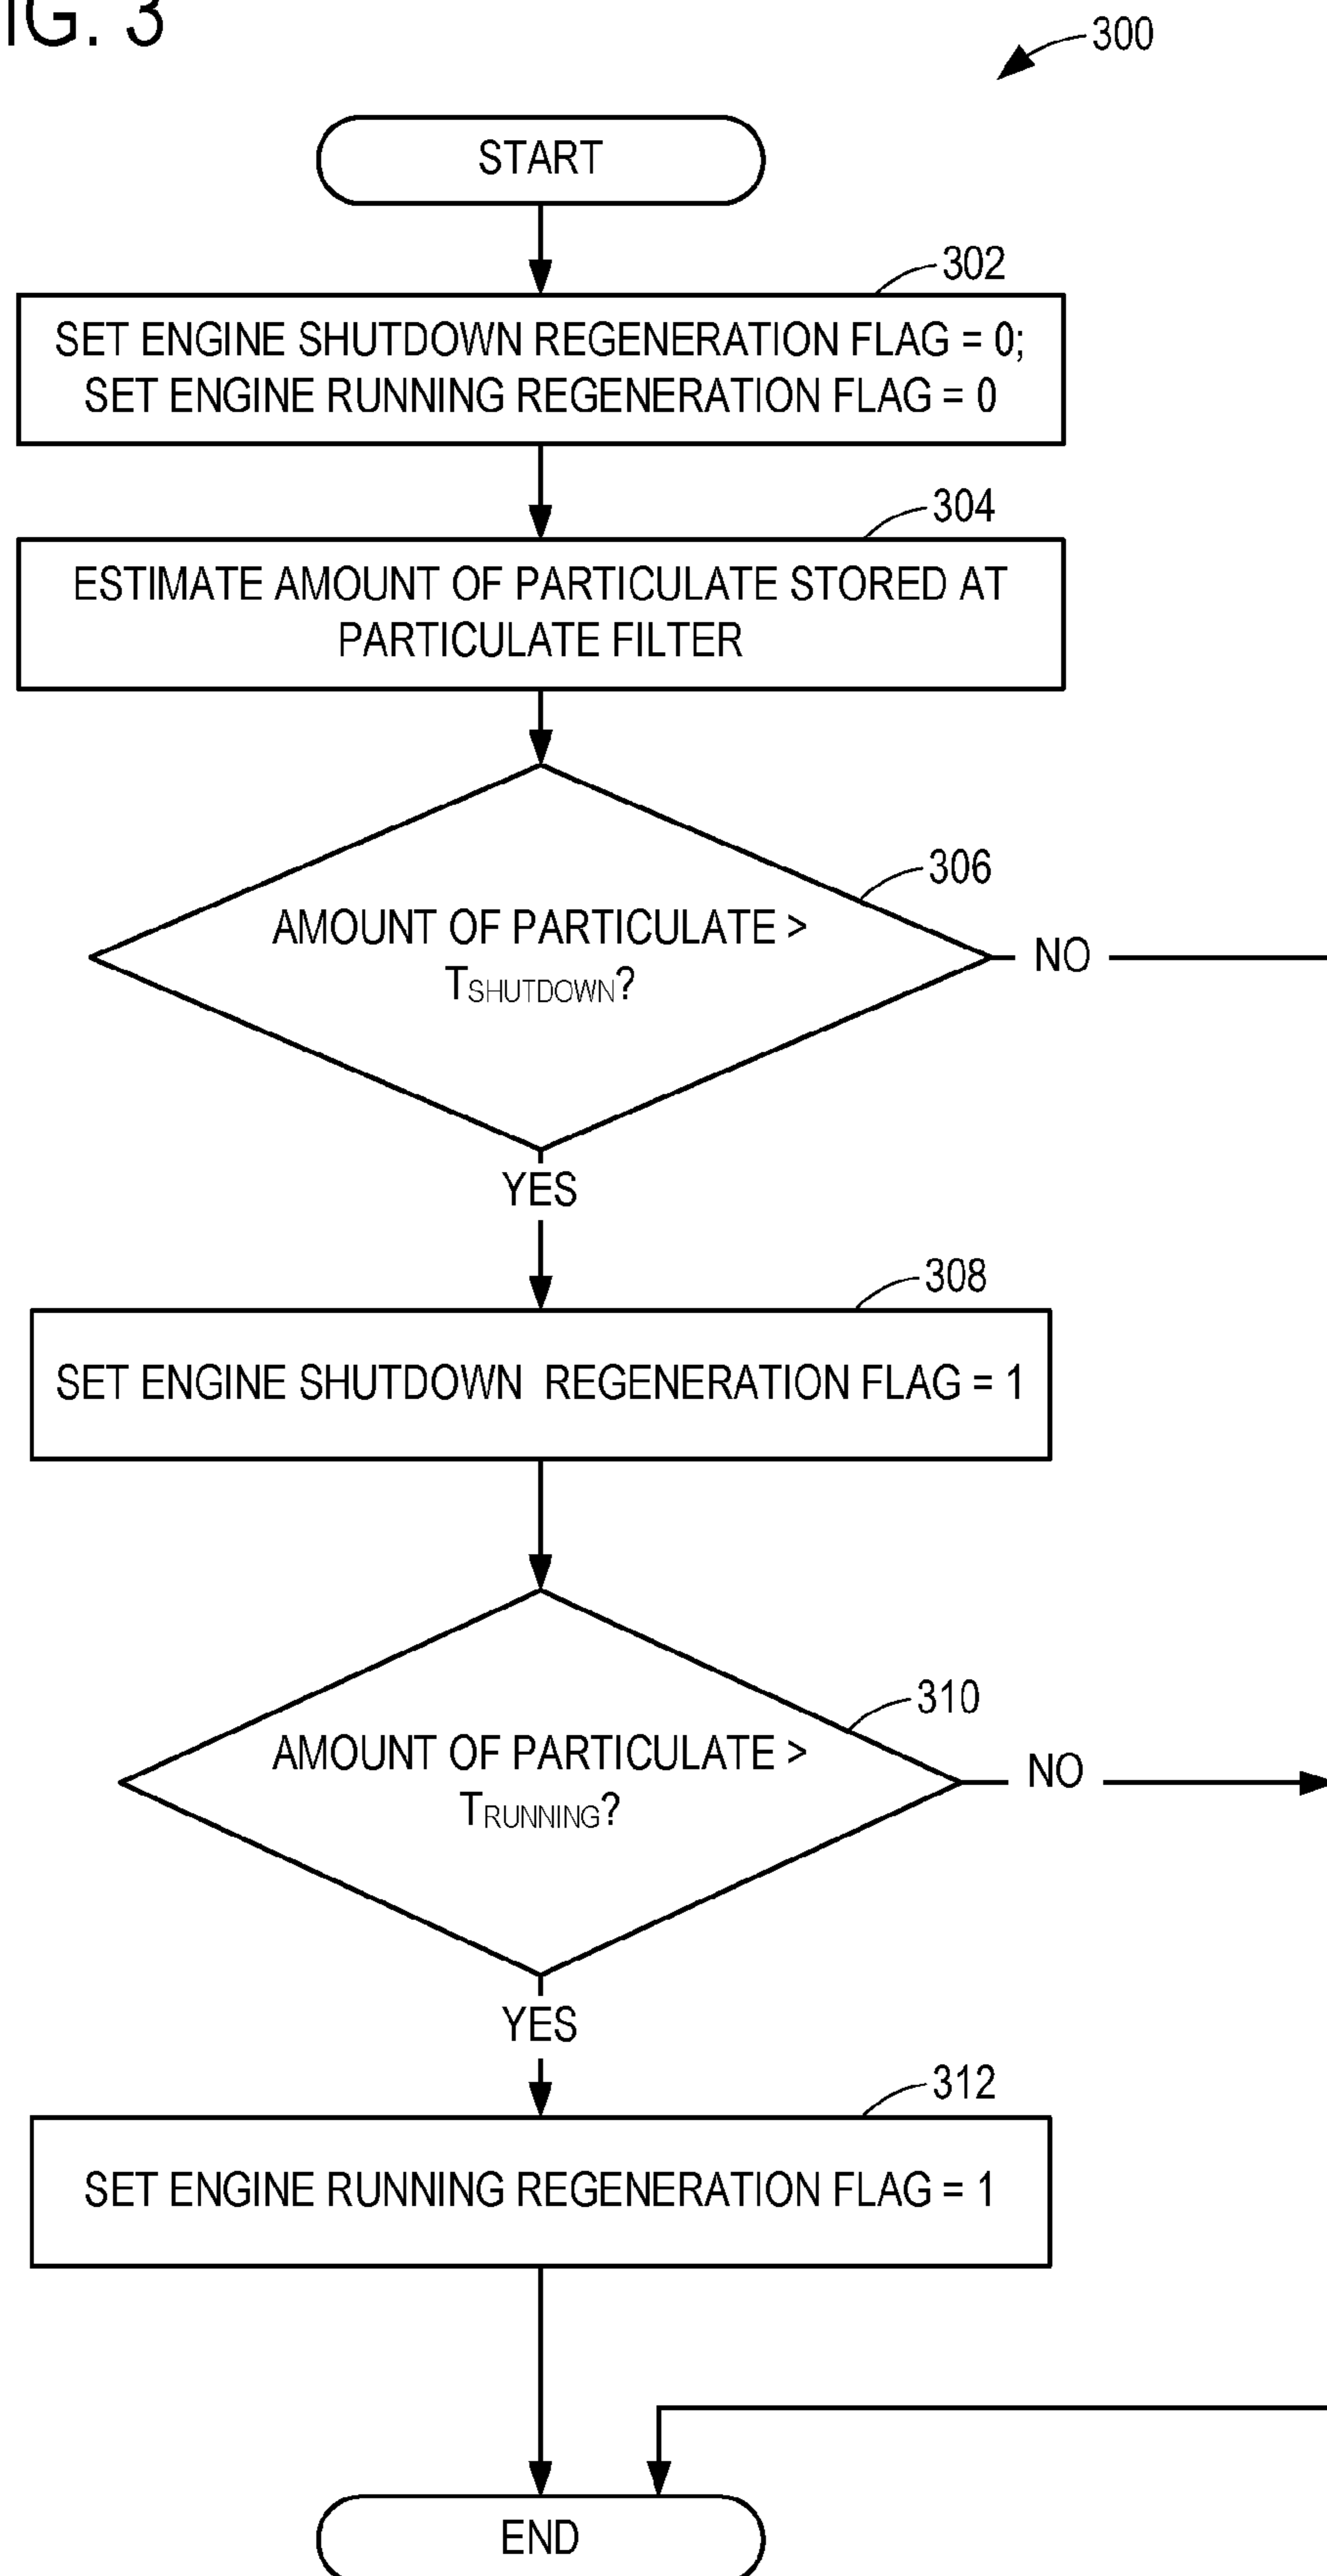 IG. 3
300
START
302
SET ENGINE SHUTDOWN REGENERATION FLAG = 0;
SET ENGINE RUNNING REGENERATION FLAG = 0
304
ESTIMATE AMOUNT OF PARTICULATE STORED AT
PARTICULATE FILTER
306
AMOUNT OF PARTICULATE >
TSHUTDOWN?
NO
YES
308
SET ENGINE SHUTDOWN REGENERATION FLAG = 1
310
AMOUNT OF PARTICULATE >
TRUNNING?
NO
YES
312
SET ENGINE RUNNING REGENERATION FLAG = 1
END